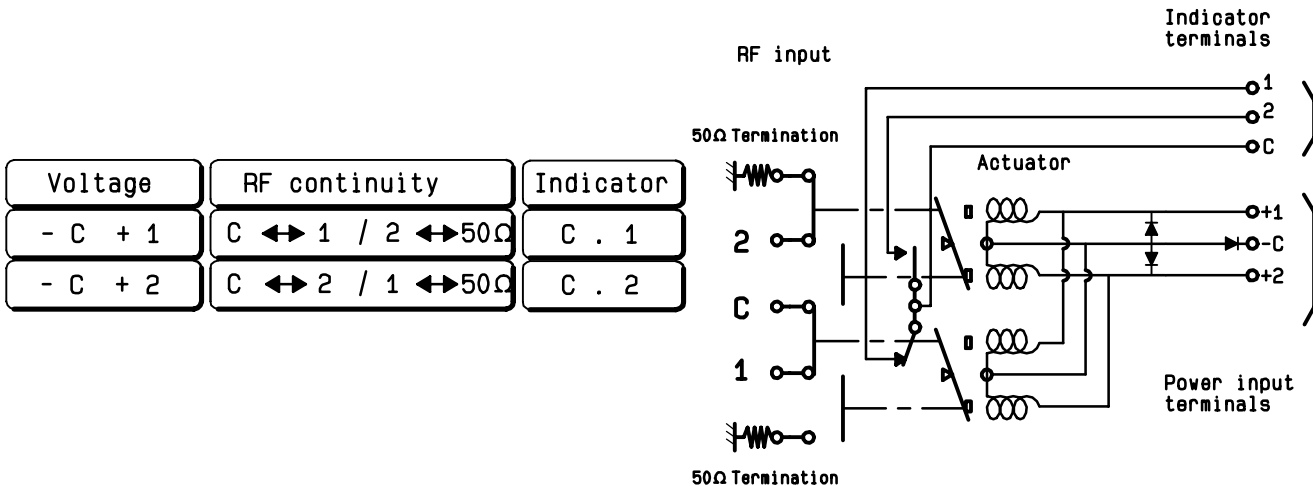 Voltage RF continuity Indicator
- C + 1 C ↔ 1 / 2 ↔ 50Ω C . 1
- C + 2 C ↔ 2 / 1 ↔ 50Ω C . 2
RF input
Indicator
terminals
1
2
C
50Ω Termination
Actuator
2
C
1
+1
-C
+2
Power input
terminals
50Ω Termination